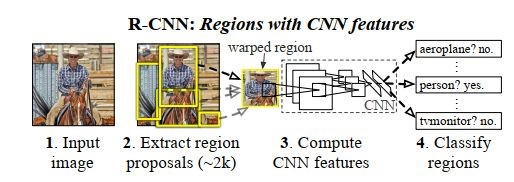 R-CNN: Regions with CNN features
warped region
aeroplane? no.
person? yes.
tvmonitor? no.
CNN
1. Input
image
2. Extract region
proposals (~2k)
3. Compute
CNN features
4. Classify
regions